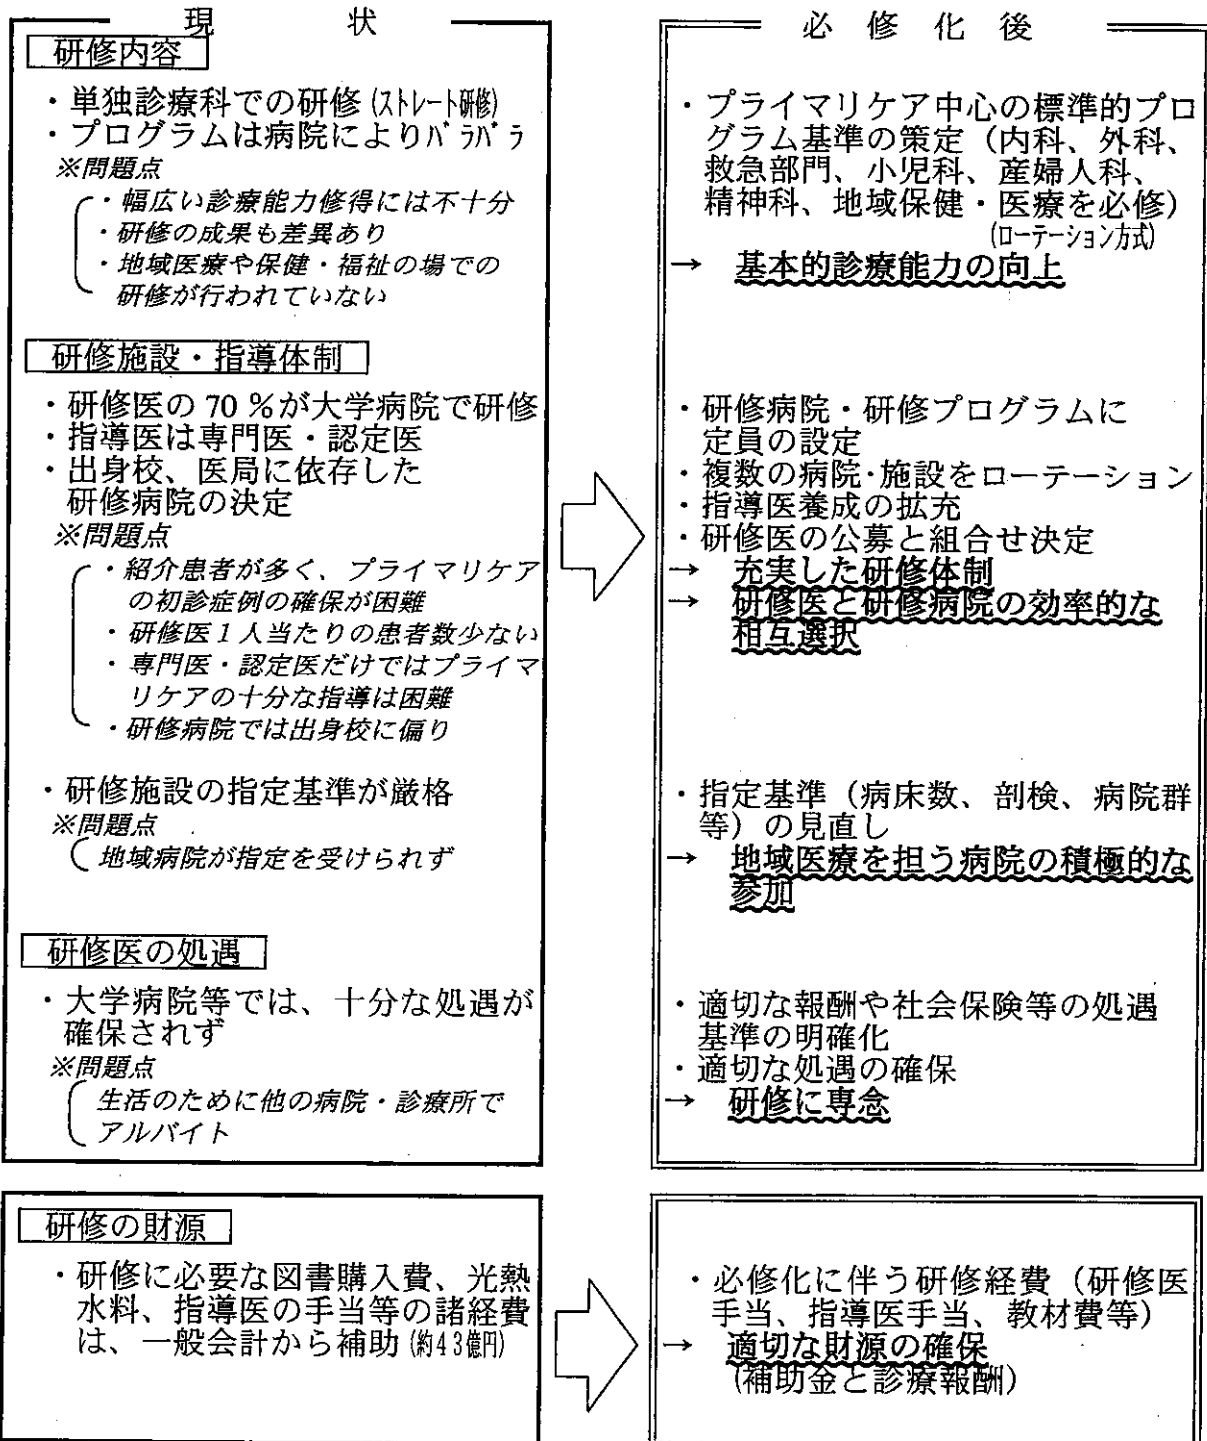 現状
研修内容
・単独診療科での研修(ストレート研修)
・プログラムは病院によりバラバラ
※問題点
・幅広い診療能力修得には不十分
・研修の成果も差異あり
・地域医療や保健・福祉の場での
研修が行われていない
研修施設・指導体制
・研修医の70%が大学病院で研修
・指導医は専門医・認定医
・出身校、医局に依存した
研修病院の決定
※問題点
・紹介患者が多く、プライマリケア
の初診症例の確保が困難
・研修医1人当たりの患者数少ない
・専門医・認定医だけではプライマ
リケアの十分な指導は困難
・研修病院では出身校に偏り
・研修施設の指定基準が厳格
※問題点
地域病院が指定を受けられず
研修医の処遇
・大学病院等では、十分な処遇が
確保されず
※問題点
生活のために他の病院・診療所で
アルバイト
必修化後
・プライマリケア中心の標準的プロ
グラム基準の策定(内科、外科、
救急部門、小児科、産婦人科、
精神科、地域保健・医療を必修)
(ローテーション方式)
→ 基本的診療能力の向上
・研修病院・研修プログラムに
定員の設定
・複数の病院・施設をローテーション
・指導医養成の拡充
・研修医の公募と組合せ決定
→ 充実した研修体制
→ 研修医と研修病院の効率的な
相互選択
・指定基準(病床数、剖検、病院群
等)の見直し
→ 地域医療を担う病院の積極的な
参加
・適切な報酬や社会保険等の処遇
基準の明確化
・適切な処遇の確保
→ 研修に専念
研修の財源
・研修に必要な図書購入費、光熱
水料、指導医の手当等の諸経費
は、一般会計から補助(約43億円)
・必修化に伴う研修経費(研修医
手当、指導医手当、教材費等)
→ 適切な財源の確保
(補助金と診療報酬)